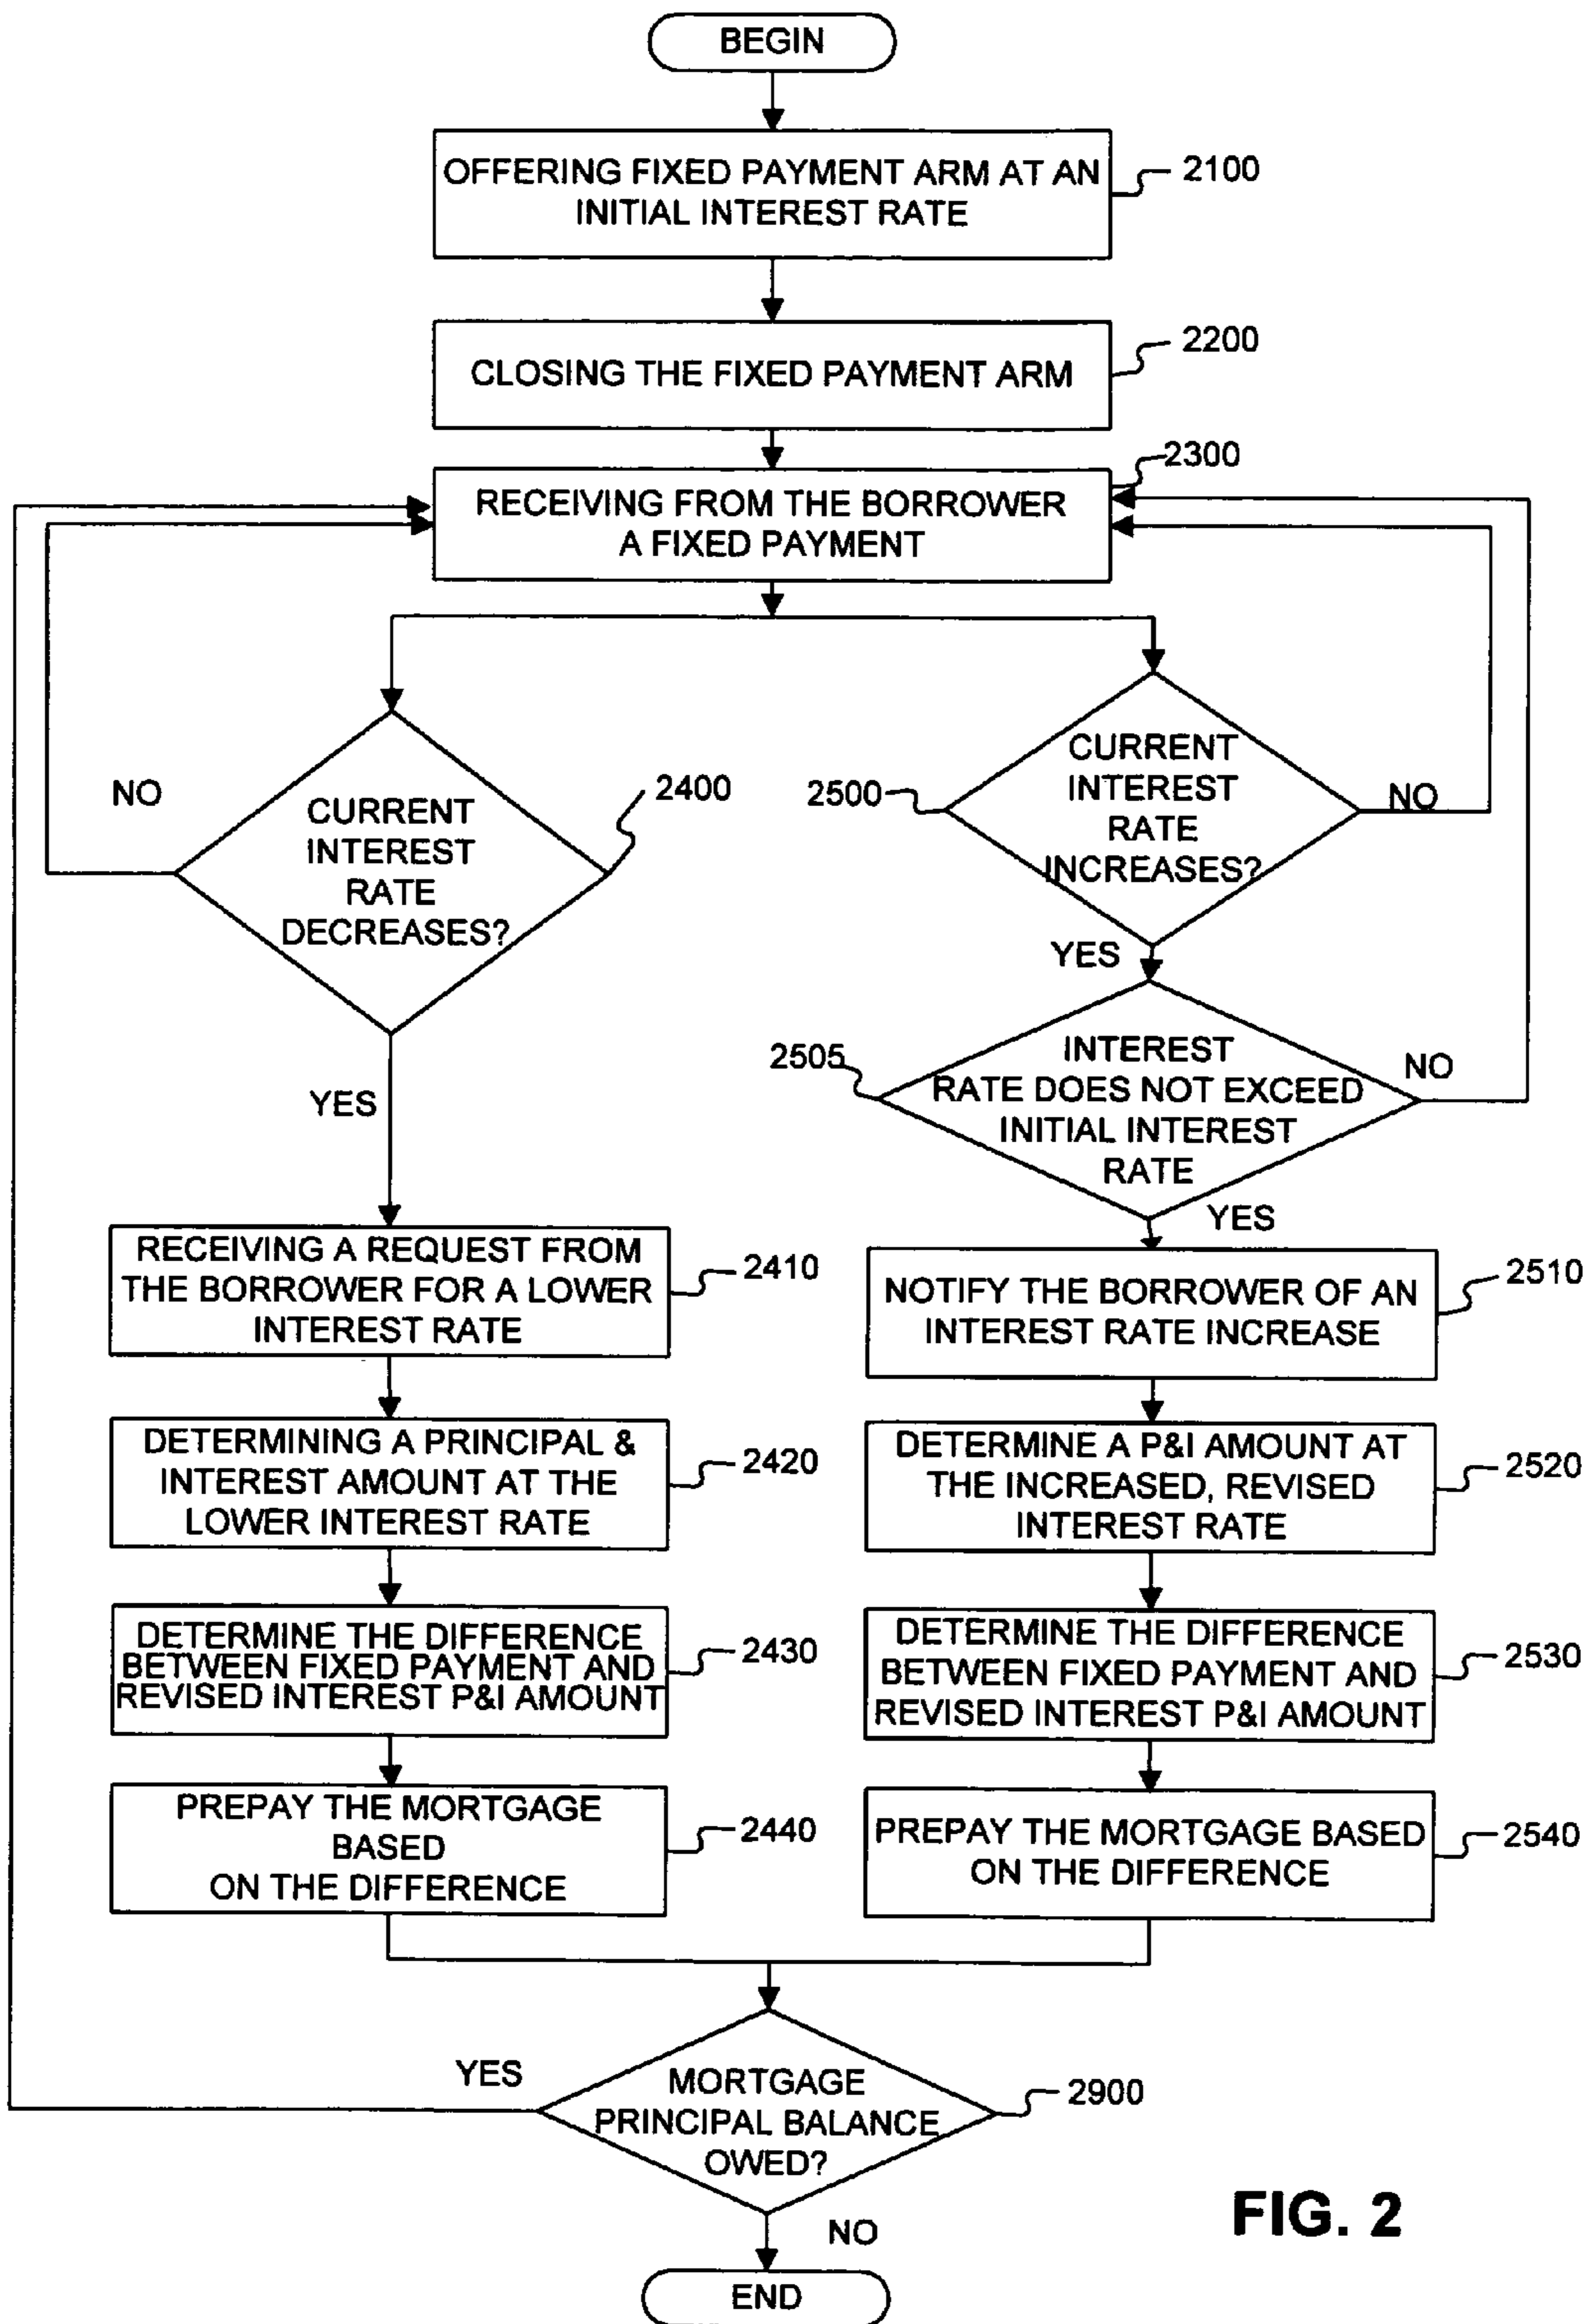 BEGIN
OFFERING FIXED PAYMENT ARM AT AN
INITIAL INTEREST RATE
2100
CLOSING THE FIXED PAYMENT ARM
2200
RECEIVING FROM THE BORROWER
A FIXED PAYMENT
2300
NO
CURRENT
INTEREST
RATE
DECREASES?
2400
2500
CURRENT
INTEREST
RATE
INCREASES?
NO
YES
YES
2505
INTEREST
RATE DOES NOT EXCEED
INITIAL INTEREST
RATE
NO
YES
RECEIVING A REQUEST FROM
THE BORROWER FOR A LOWER
INTEREST RATE
2410
NOTIFY THE BORROWER OF AN
INTEREST RATE INCREASE
2510
DETERMINING A PRINCIPAL &
INTEREST AMOUNT AT THE
LOWER INTEREST RATE
2420
DETERMINE A P&I AMOUNT AT
THE INCREASED, REVISED
INTEREST RATE
2520
DETERMINE THE DIFFERENCE
BETWEEN FIXED PAYMENT AND
REVISED INTEREST P&I AMOUNT
2430
DETERMINE THE DIFFERENCE
BETWEEN FIXED PAYMENT AND
REVISED INTEREST P&I AMOUNT
2530
PREPAY THE MORTGAGE
BASED
ON THE DIFFERENCE
2440
PREPAY THE MORTGAGE BASED
ON THE DIFFERENCE
2540
YES
MORTGAGE
PRINCIPAL BALANCE
OWED?
2900
NO
END
FIG. 2